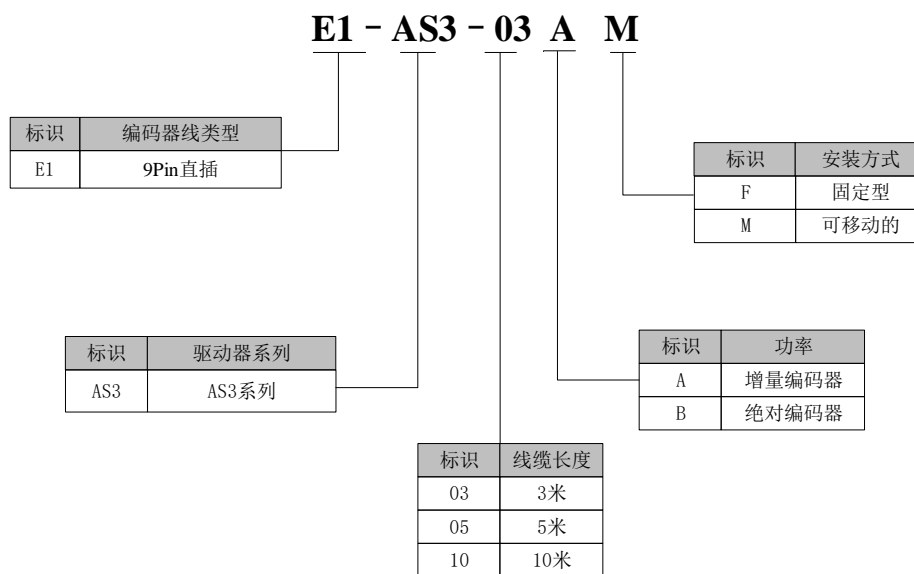 E1 - AS3 - 03 A M
标识 编码器线类型
E1 9Pin直插
标识 安装方式
F 固定型
M 可移动的
标识 驱动器系列
AS3 AS3系列
标识 功率
A 增量编码器
B 绝对编码器
标识 线缆长度
03 3米
05 5米
10 10米